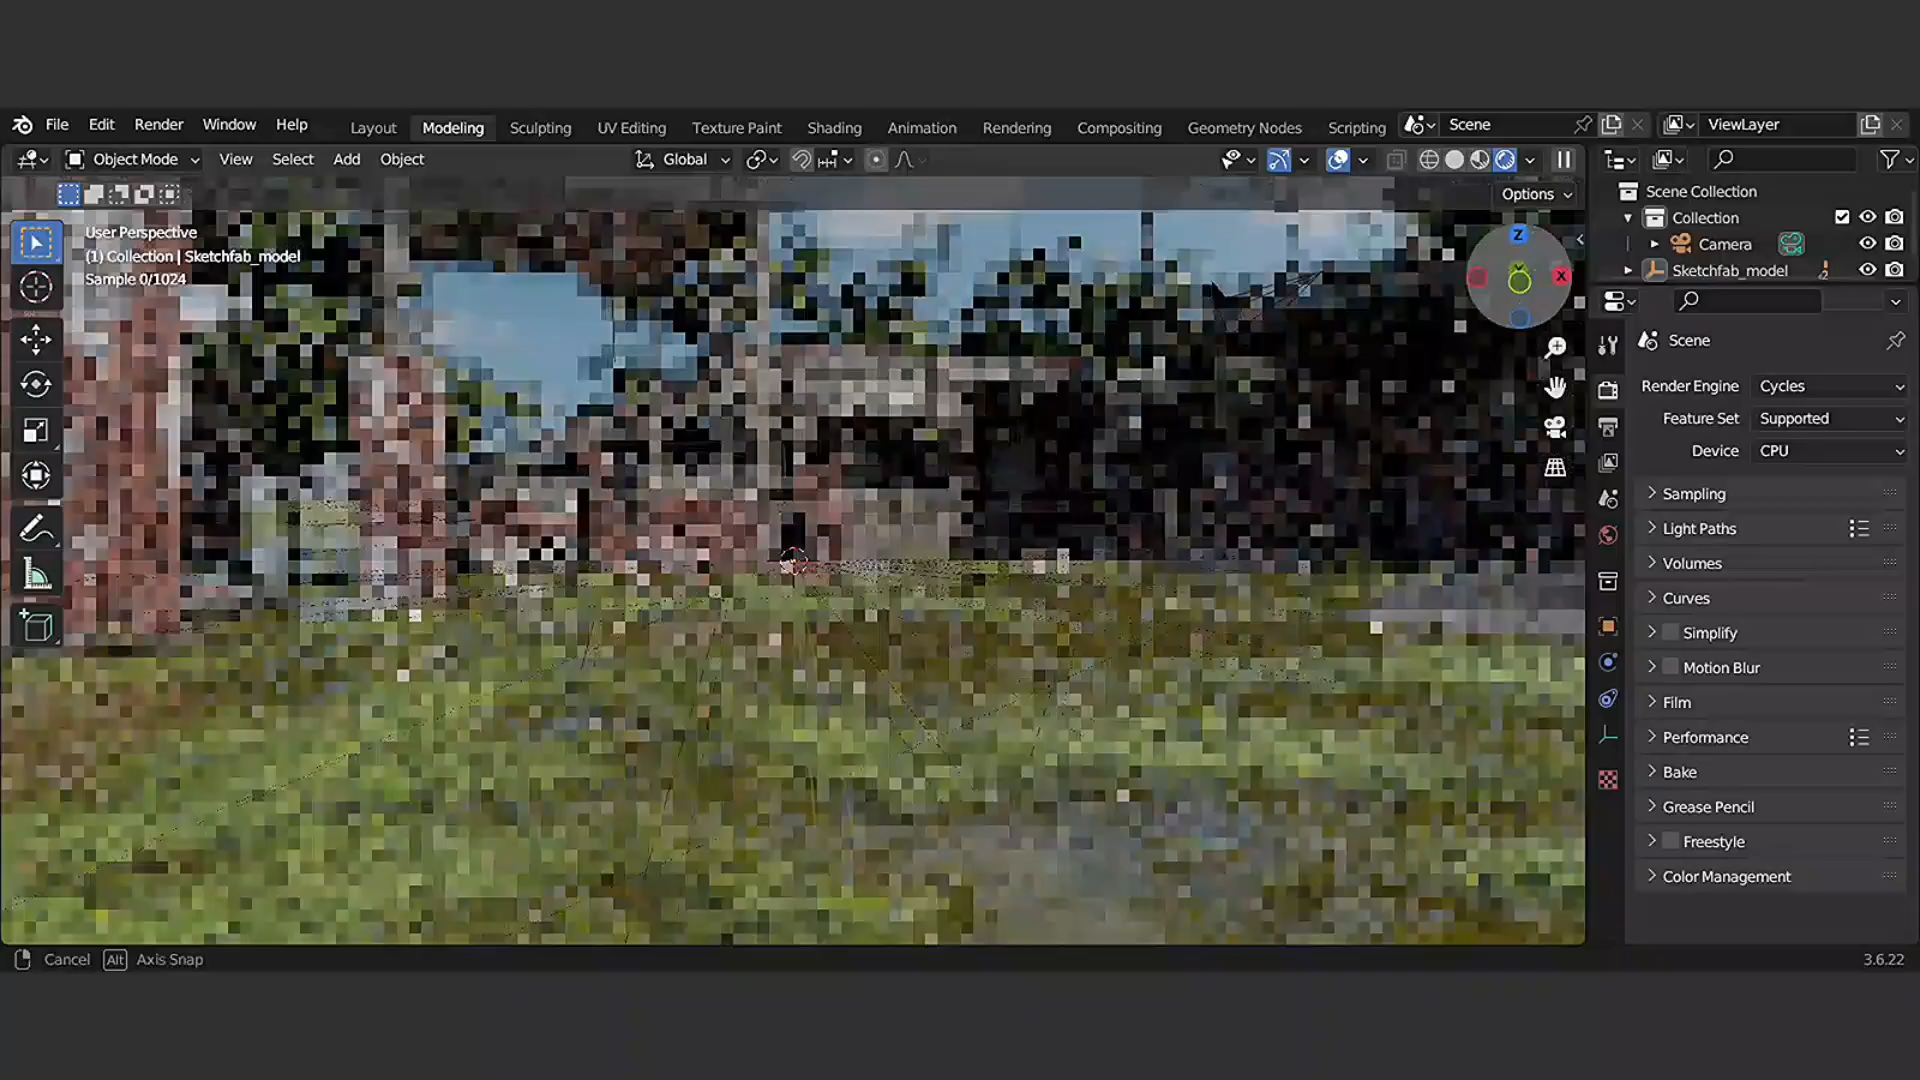 File Edit Render Window Help Layout Modeling Sculpting UV Editing Texture Paint Shading Animation Rendering Compositing Geometry Nodes Scripting Scene ViewLayer
Object Mode View Select Add Object Global
Options
User Perspective
(1) Collection | Sketchfab_model
Sample 0/1024
Z
Y
X
Scene Collection
Collection
Camera
Sketchfab_model
Scene
Render Engine Cycles
Feature Set Supported
Device CPU
Sampling
Light Paths
Volumes
Curves
Simplify
Motion Blur
Film
Performance
Bake
Grease Pencil
Freestyle
Color Management
Cancel Alt Axis Snap 3.6.22